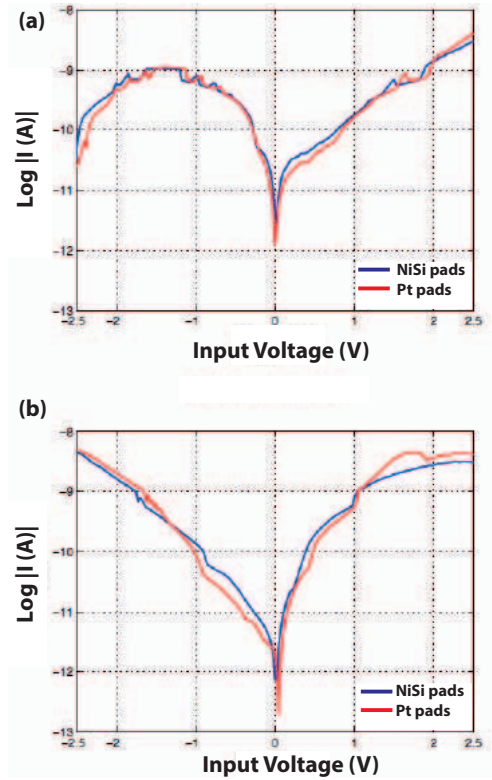 (a)
-8
-9
-10
-11
-12
-13
Log |I (A)|
NiSi pads
Pt pads
-2.5 -2 -1 0 1 2 2.5
Input Voltage (V)
(b)
-8
-9
-10
-11
-12
-13
Log |I (A)|
NiSi pads
Pt pads
-2.5 -2 -1 0 1 2 2.5
Input Voltage (V)